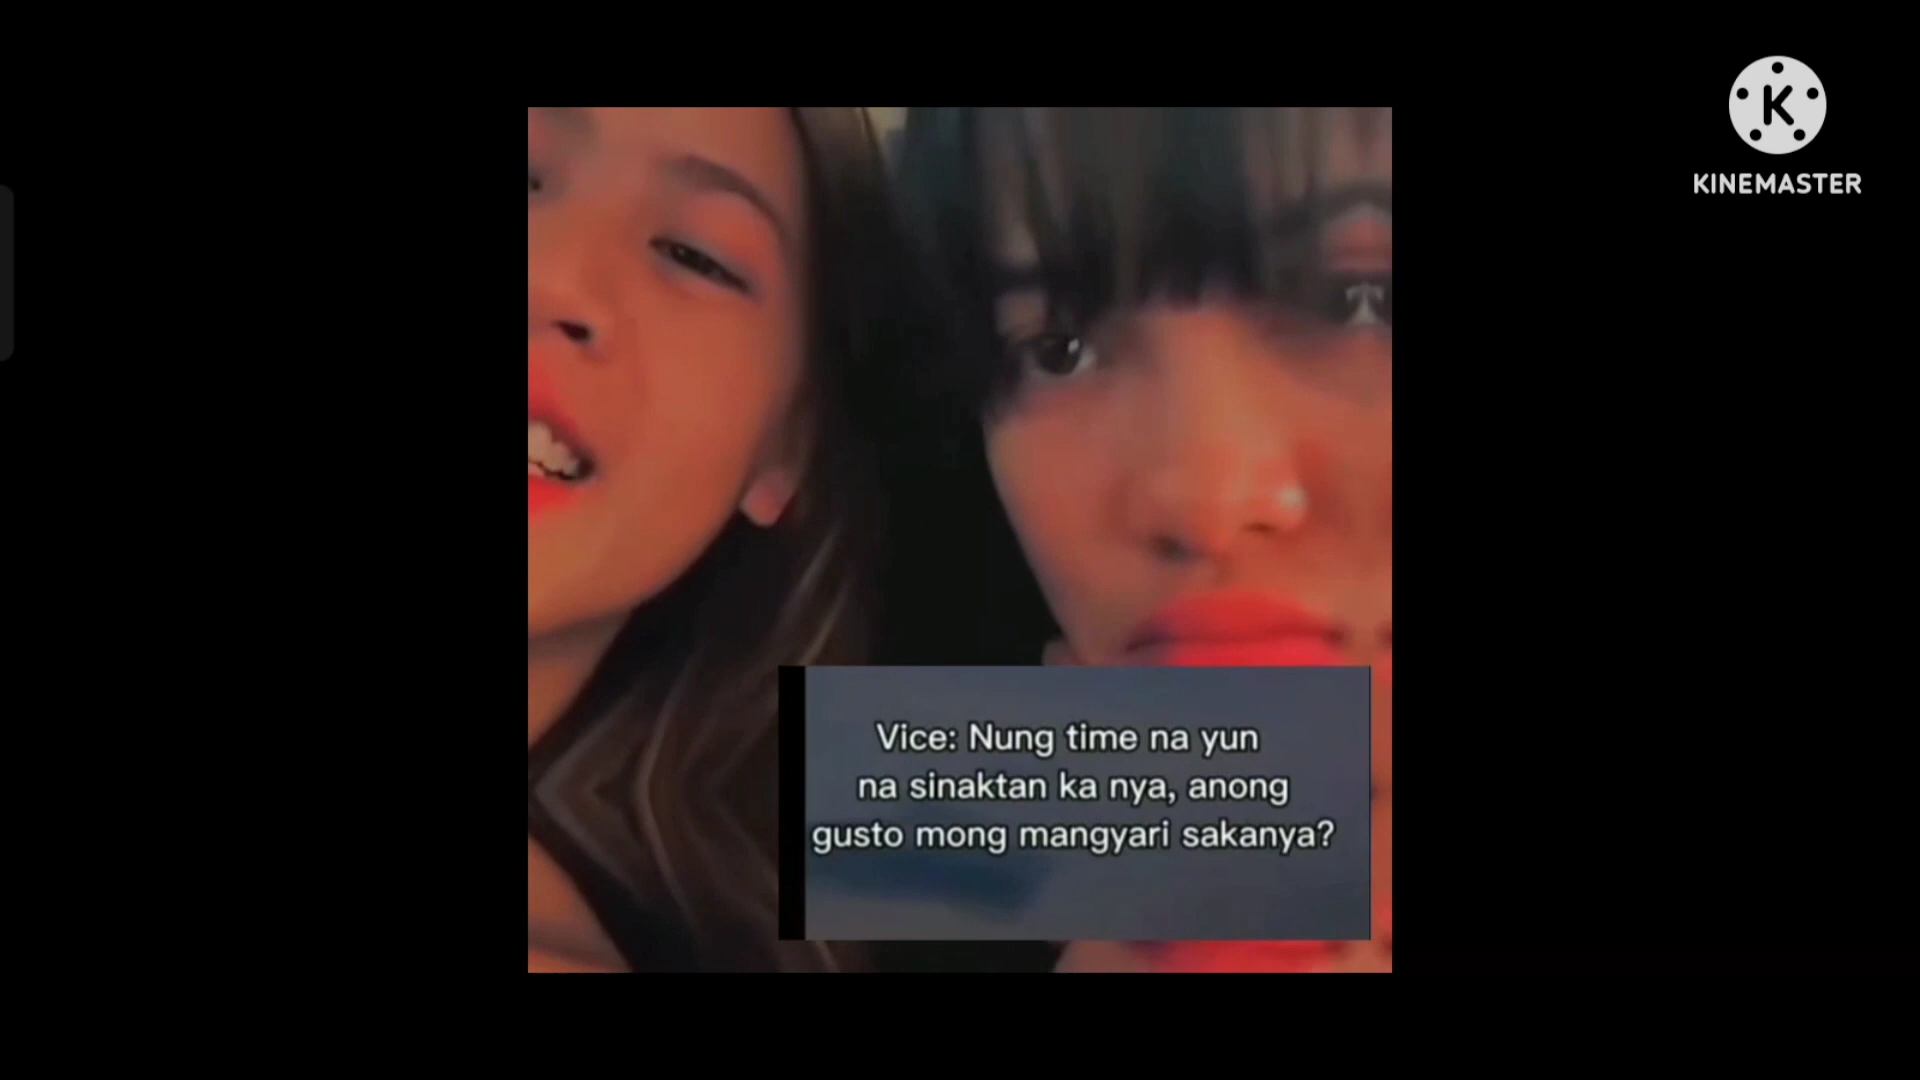 K
KINEMASTER
Vice: Nung time na yun
na sinaktan ka nya, anong
gusto mong mangyari sakanya?